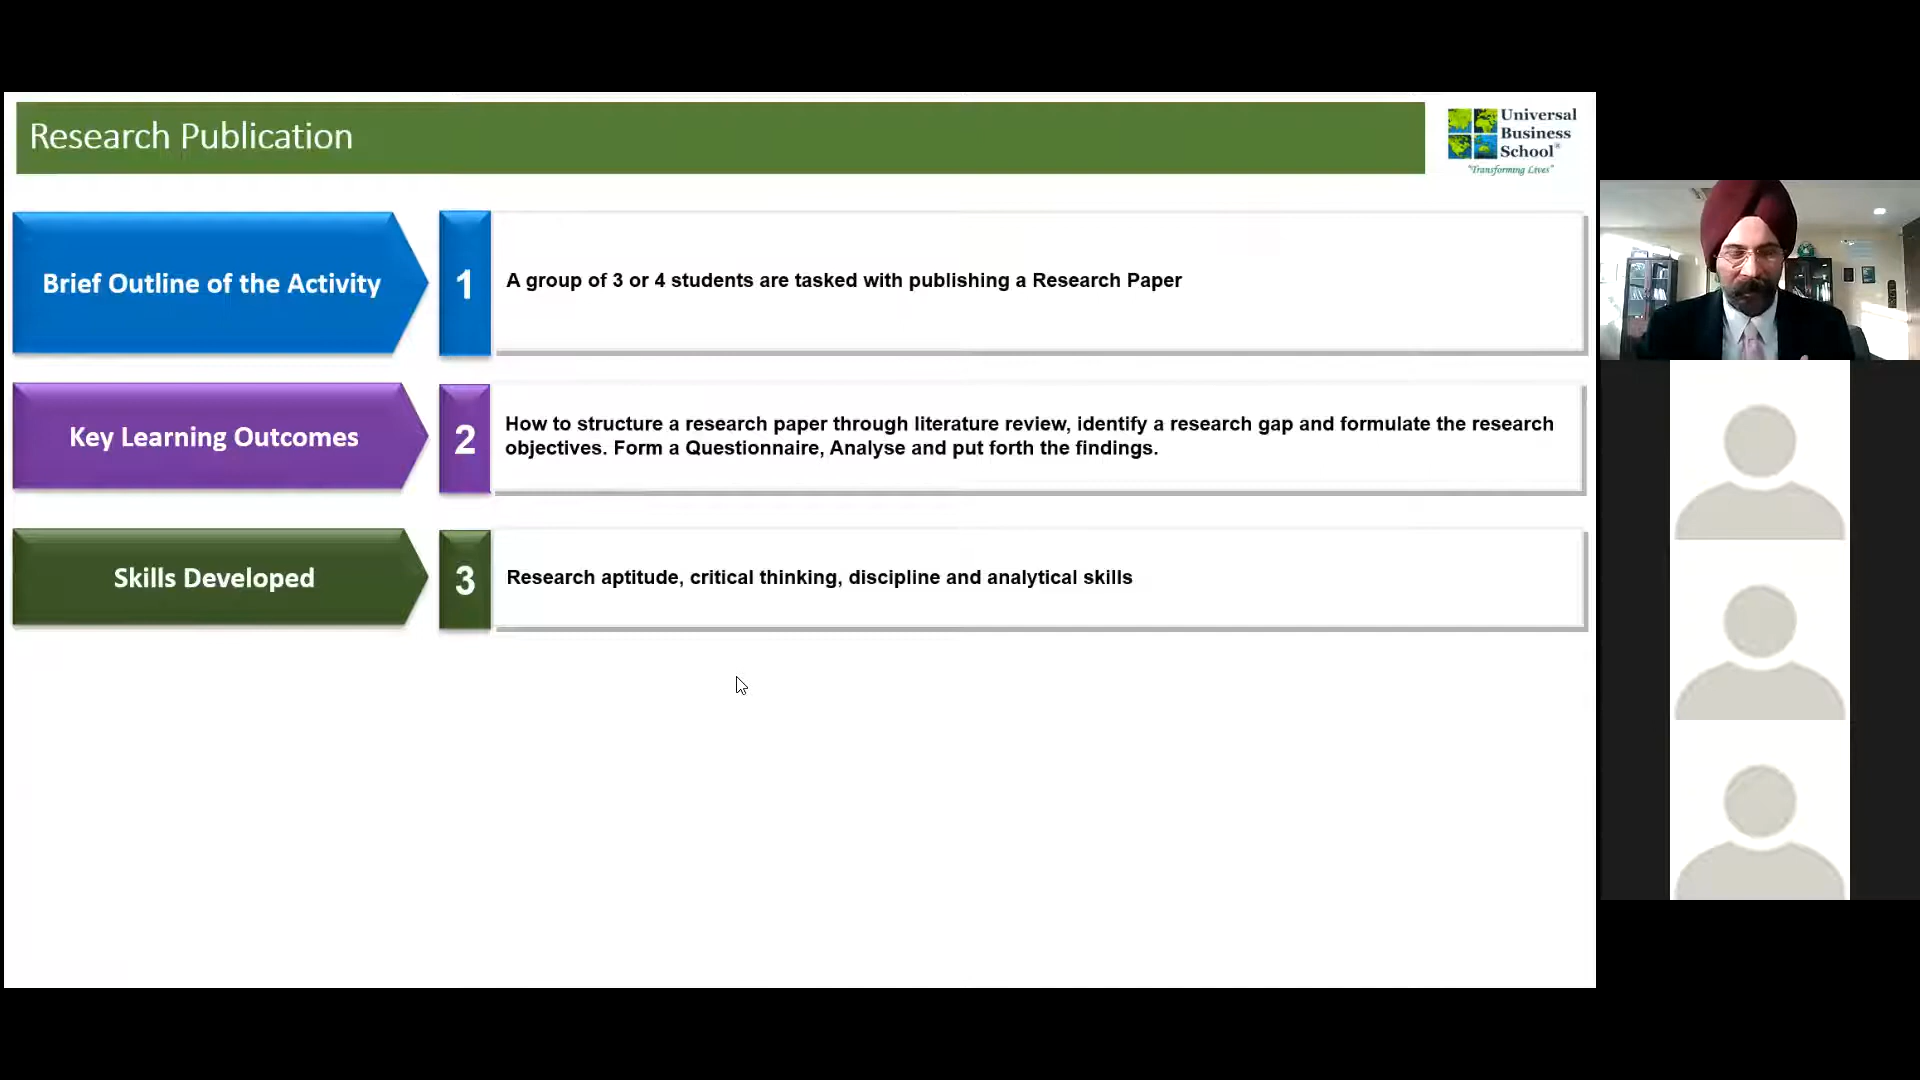 Research Publication
Universal
Business
School®
"Transforming Lives"
Brief Outline of the Activity
1
A group of 3 or 4 students are tasked with publishing a Research Paper
Key Learning Outcomes
2
How to structure a research paper through literature review, identify a research gap and formulate the research
objectives. Form a Questionnaire, Analyse and put forth the findings.
Skills Developed
3
Research aptitude, critical thinking, discipline and analytical skills